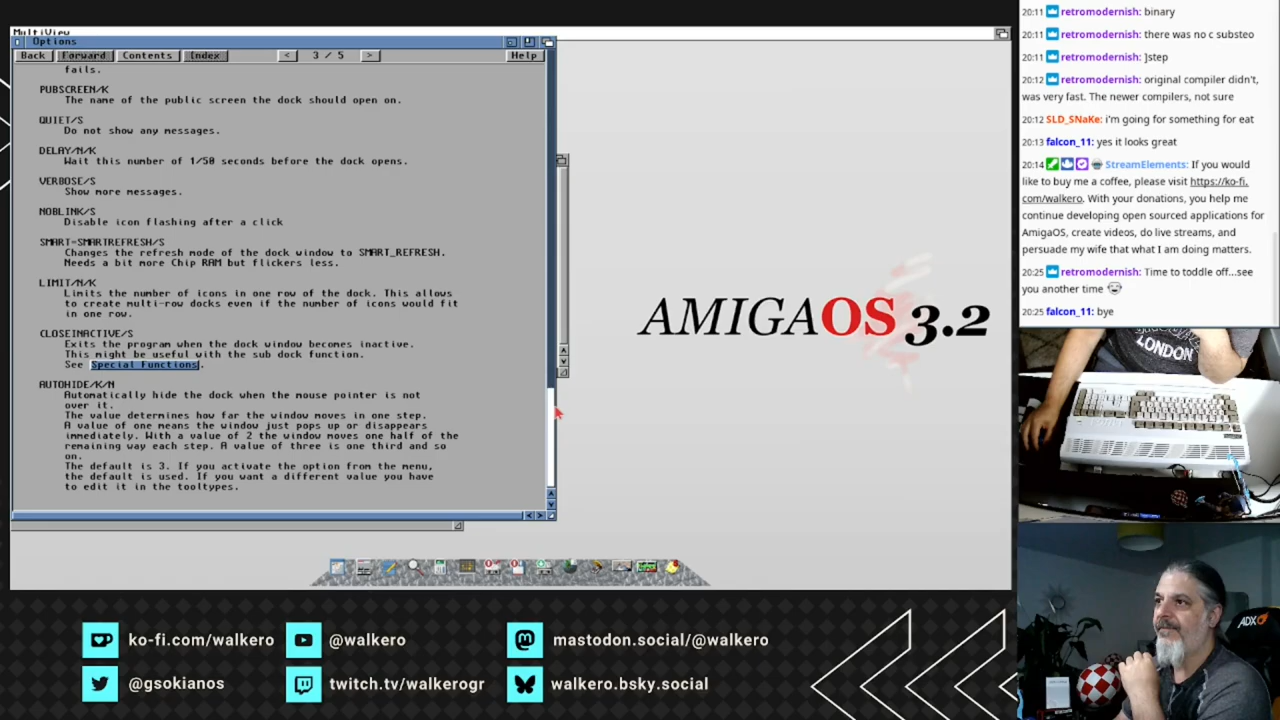 MultiView
Options
Back
Forward
Contents
Index
<
3 / 5
>
Help
fails.
PUBSCREEN/K
The name of the public screen the dock should open on.
QUIET/S
Do not show any messages.
DELAY/N/K
Wait this number of 1/50 seconds before the dock opens.
VERBOSE/S
Show more messages.
NOBLINK/S
Disable icon flashing after a click
SMART=SMARTREFRESH/S
Changes the refresh mode of the dock window to SMART_REFRESH.
Needs a bit more Chip RAM but flickers less.
LIMIT/N/K
Limits the number of icons in one row of the dock. This allows
to create multi-row docks even if the number of icons would fit
in one row.
CLOSEINACTIVE/S
Exits the program when the dock window becomes inactive.
This might be useful with the sub dock function.
See Special Functions.
AUTOHIDE/K/N
Automatically hide the dock when the mouse pointer is not
over it.
The value determines how far the window moves in one step.
A value of one means the window just pops up or disappears
immediately. With a value of 2 the window moves one half of the
remaining way each step. A value of three is one third and so
on.
The default is 3. If you activate the option from the menu,
the default is used. If you want a different value you have
to edit it in the tooltypes.
AMIGAOS 3.2
20:11 retromodernish: binary
20:11 retromodernish: there was no c substeo
20:11 retromodernish: ]step
20:12 retromodernish: original compiler didn't,
was very fast. The newer compilers, not sure
20:12 SLD_SNaKe: i'm going for something for eat
20:13 falcon_11: yes it looks great
20:14 StreamElements: If you would
like to buy me a coffee, please visit https://ko-fi.
com/walkero. With your donations, you help me
continue developing open sourced applications for
AmigaOS, create videos, do live streams, and
persuade my wife that what I am doing matters.
20:25 retromodernish: Time to toddle off...see
you another time
20:25 falcon_11: bye
LONDON
ADX
ko-fi.com/walkero
@walkero
mastodon.social/@walkero
@gsokianos
twitch.tv/walkerogr
walkero.bsky.social